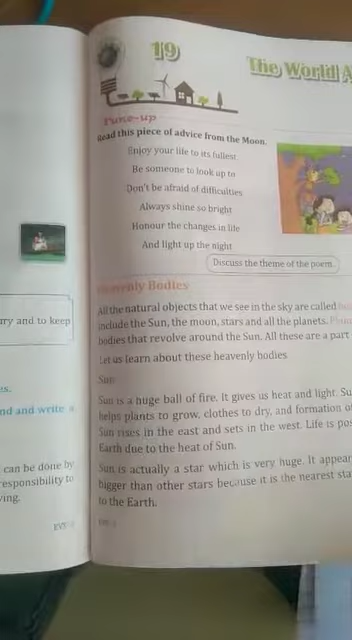 ry and to keep
es.
nd and write a
can be done by
responsibility to
ving.
EVS
19
The World A
Tune-up
Read this piece of advice from the Moon.
Enjoy your life to its fullest
Be someone to look up to
Don't be afraid of difficulties
Always shine so bright
Honour the changes in life
And light up the night
Discuss the theme of the poem.
Heavenly Bodies
All the natural objects that we see in the sky are called
include the Sun, the moon, stars and all the planets.
bodies that revolve around the Sun. All these are a part
Let us learn about these heavenly bodies
Sun
Sun is a huge ball of fire. It gives us heat and light. Su
helps plants to grow, clothes to dry, and formation of
Sun rises in the east and sets in the west. Life is pos
Earth due to the heat of Sun.
Sun is actually a star which is very huge. It appear
bigger than other stars because it is the nearest sta
to the Earth.